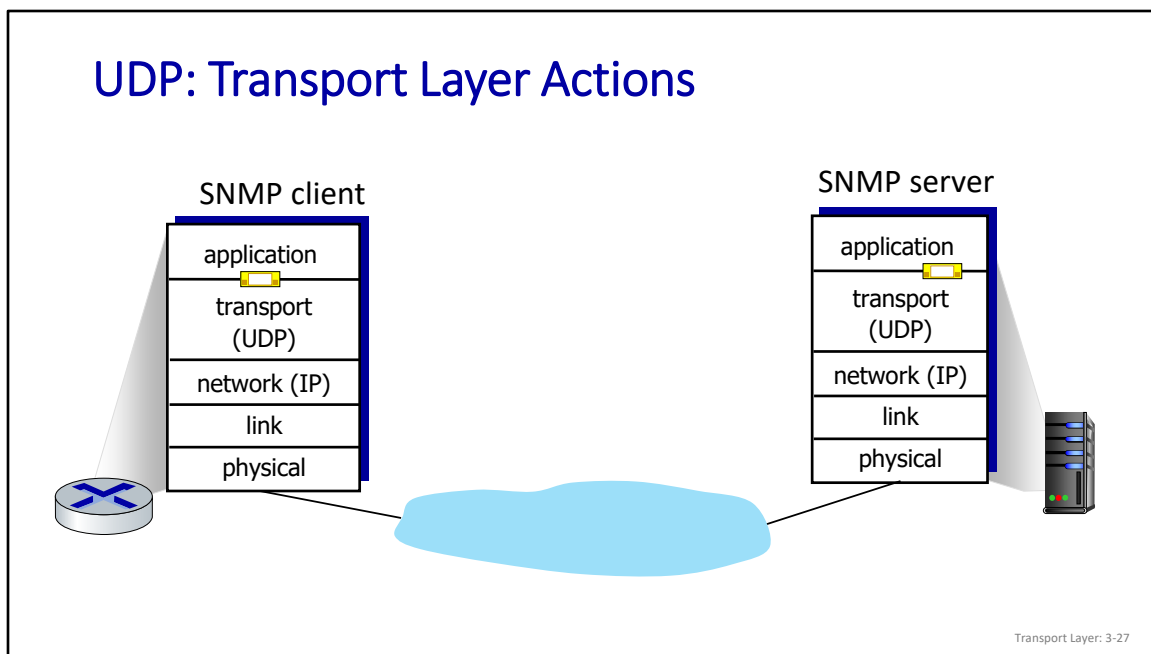 UDP: Transport Layer Actions
SNMP client
application
transport
(UDP)
network (IP)
link
physical
SNMP server
application
transport
(UDP)
network (IP)
link
physical
Transport Layer: 3-27